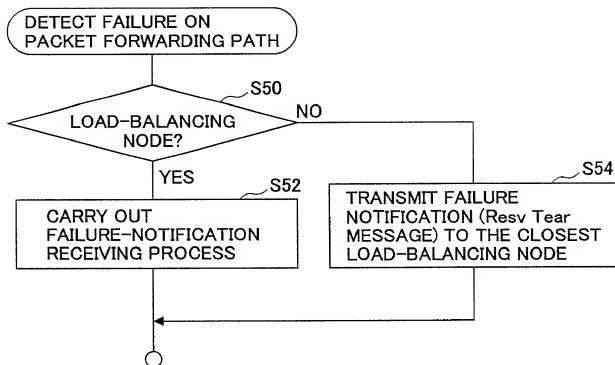 DETECT FAILURE ON
PACKET FORWARDING PATH
S50
LOAD-BALANCING
NODE?
NO
YES
S52
CARRY OUT
FAILURE-NOTIFICATION
RECEIVING PROCESS
S54
TRANSMIT FAILURE
NOTIFICATION (Resv Tear
MESSAGE) TO THE CLOSEST
LOAD-BALANCING NODE